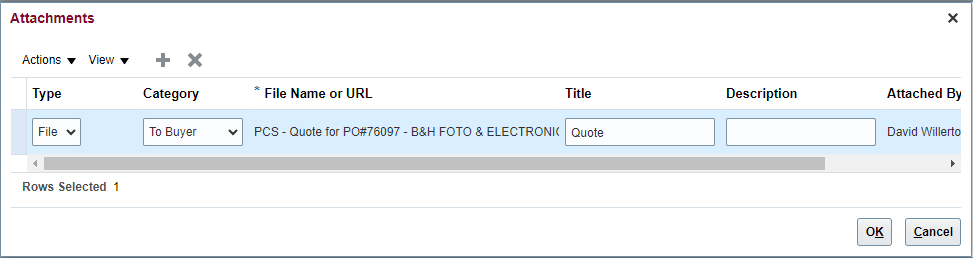 Attachments
Actions View
Type Category * File Name or URL Title Description Attached By
File To Buyer PCS - Quote for PO#76097 - B&H FOTO & ELECTRONIC Quote David Willerto
Rows Selected 1
OK Cancel